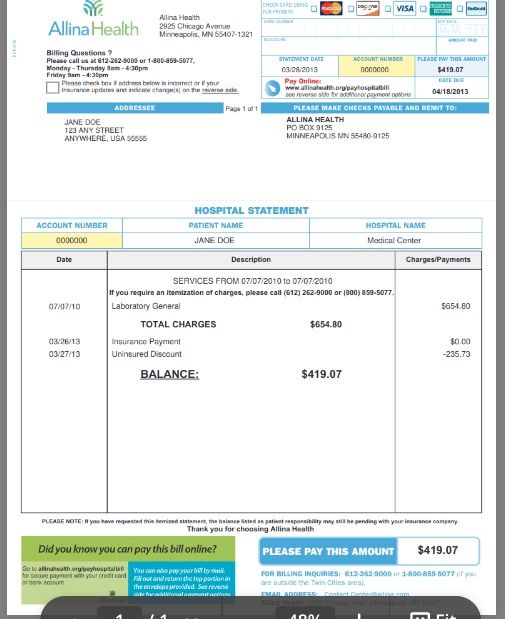 Allina Health
Allina Health
2925 Chicago Avenue
Minneapolis, MN 55407-1321
Billing Questions ?
Please call us at 612-262-9000 or 1-800-859-5077,
Monday - Thursday 8am - 4:30pm
Friday 9am - 4:30pm
Please check box if address below is incorrect or if your
Insurance updates and indicate change(s) on the reverse side.
CHECK CARD USING
FOR PAYMENT
MasterCard
DISCOVER
VISA
CARD NUMBER
EXP DATE
SIGNATURE
AMOUNT PAID
STATEMENT DATE
ACCOUNT NUMBER
PLEASE PAY THIS AMOUNT
03/28/2013
0000000
$419.07
Pay Online:
www.allinahealth.org/payhospitalbill
see reverse side for additional payment options
DATE DUE
04/18/2013
ADDRESSEE
Page 1 of 1
PLEASE MAKE CHECKS PAYABLE AND REMIT TO:
JANE DOE
123 ANY STREET
ANYWHERE, USA 55555
ALLINA HEALTH
PO BOX 9125
MINNEAPOLIS MN 55480-9125
HOSPITAL STATEMENT
ACCOUNT NUMBER
PATIENT NAME
HOSPITAL NAME
0000000
JANE DOE
Medical Center
Date
Description
Charges/Payments
SERVICES FROM 07/07/2010 to 07/07/2010
If you require an itemization of charges, please call (612) 262-9000 or (800) 859-5077.
07/07/10
Laboratory General
$654.80
TOTAL CHARGES
$654.80
03/26/13
Insurance Payment
$0.00
03/27/13
Uninsured Discount
-235.73
BALANCE:
$419.07
PLEASE NOTE: If you have requested this itemized statement, the balance listed as patient responsibility may still be pending with your insurance company.
Thank you for choosing Allina Health
Did you know you can pay this bill online?
Go to allinahealth.org/payhospitalbill
for secure payment with your credit card
or bank account.
You can also pay your bill by mail.
Fill out and return the top portion in
the envelope provided. See reverse
side for additional payment options
PLEASE PAY THIS AMOUNT
$419.07
FOR BILLING INQUIRIES: 612-262-9000 or 1-800-859-5077 (if you
are outside the Twin Cities area).
EMAIL ADDRESS: Contact.Center@allina.com
1 / 1
48%
Fit